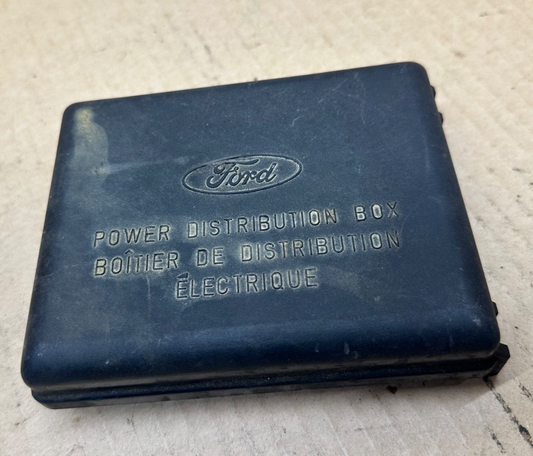 Ford
POWER DISTRIBUTION BOX
BOÎTIER DE DISTRIBUTION
ÉLECTRIQUE